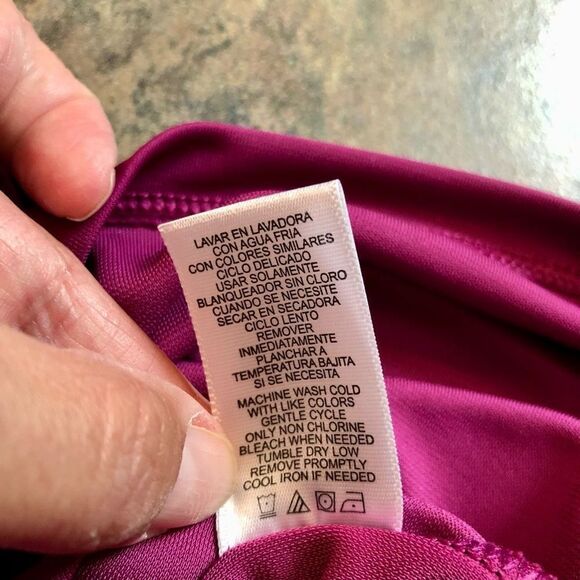 LAVAR EN LAVADORA
CON AGUA FRIA
CON COLORES SIMILARES
CICLO DELICADO
USAR SOLAMENTE
BLANQUEADOR SIN CLORO
CUANDO SE NECESITE
SECAR EN SECADORA
CICLO LENTO
REMOVER
INMEDIATAMENTE
PLANCHAR A
TEMPERATURA BAJITA
SI SE NECESITA
MACHINE WASH COLD
WITH LIKE COLORS
GENTLE CYCLE
ONLY NON CHLORINE
BLEACH WHEN NEEDED
TUMBLE DRY LOW
REMOVE PROMPTLY
COOL IRON IF NEEDED